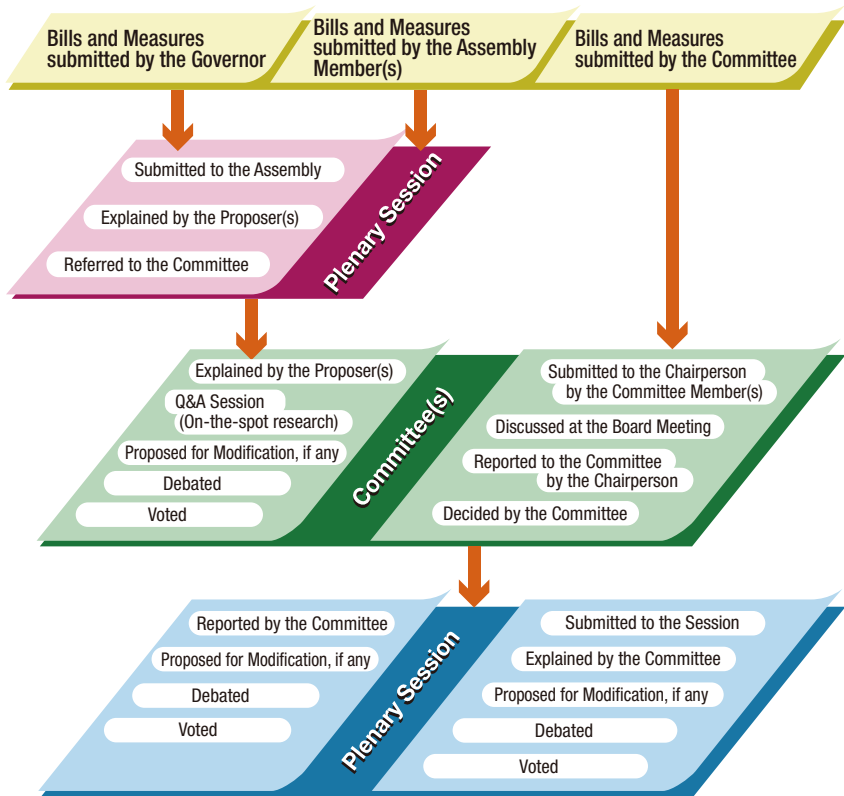 Bills and Measures
submitted by the Governor
Bills and Measures
submitted by the Assembly
Member(s)
Bills and Measures
submitted by the Committee
Submitted to the Assembly
Explained by the Proposer(s)
Referred to the Committee
Plenary Session
Explained by the Proposer(s)
Q&A Session
(On-the-spot research)
Proposed for Modification, if any
Debated
Voted
Committee(s)
Submitted to the Chairperson
by the Committee Member(s)
Discussed at the Board Meeting
Reported to the Committee
by the Chairperson
Decided by the Committee
Reported by the Committee
Proposed for Modification, if any
Debated
Voted
Plenary Session
Submitted to the Session
Explained by the Committee
Proposed for Modification, if any
Debated
Voted